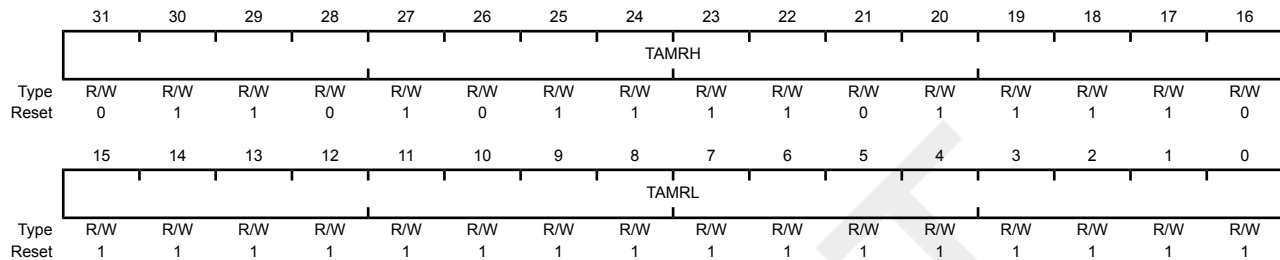 31 30 29 28 27 26 25 24 23 22 21 20 19 18 17 16
TAMRH
Type R/W R/W R/W R/W R/W R/W R/W R/W R/W R/W R/W R/W R/W R/W R/W R/W
Reset 0 1 1 0 1 0 1 1 1 1 0 1 1 1 1 0
15 14 13 12 11 10 9 8 7 6 5 4 3 2 1 0
TAMRL
Type R/W R/W R/W R/W R/W R/W R/W R/W R/W R/W R/W R/W R/W R/W R/W R/W
Reset 1 1 1 1 1 1 1 1 1 1 1 1 1 1 1 1